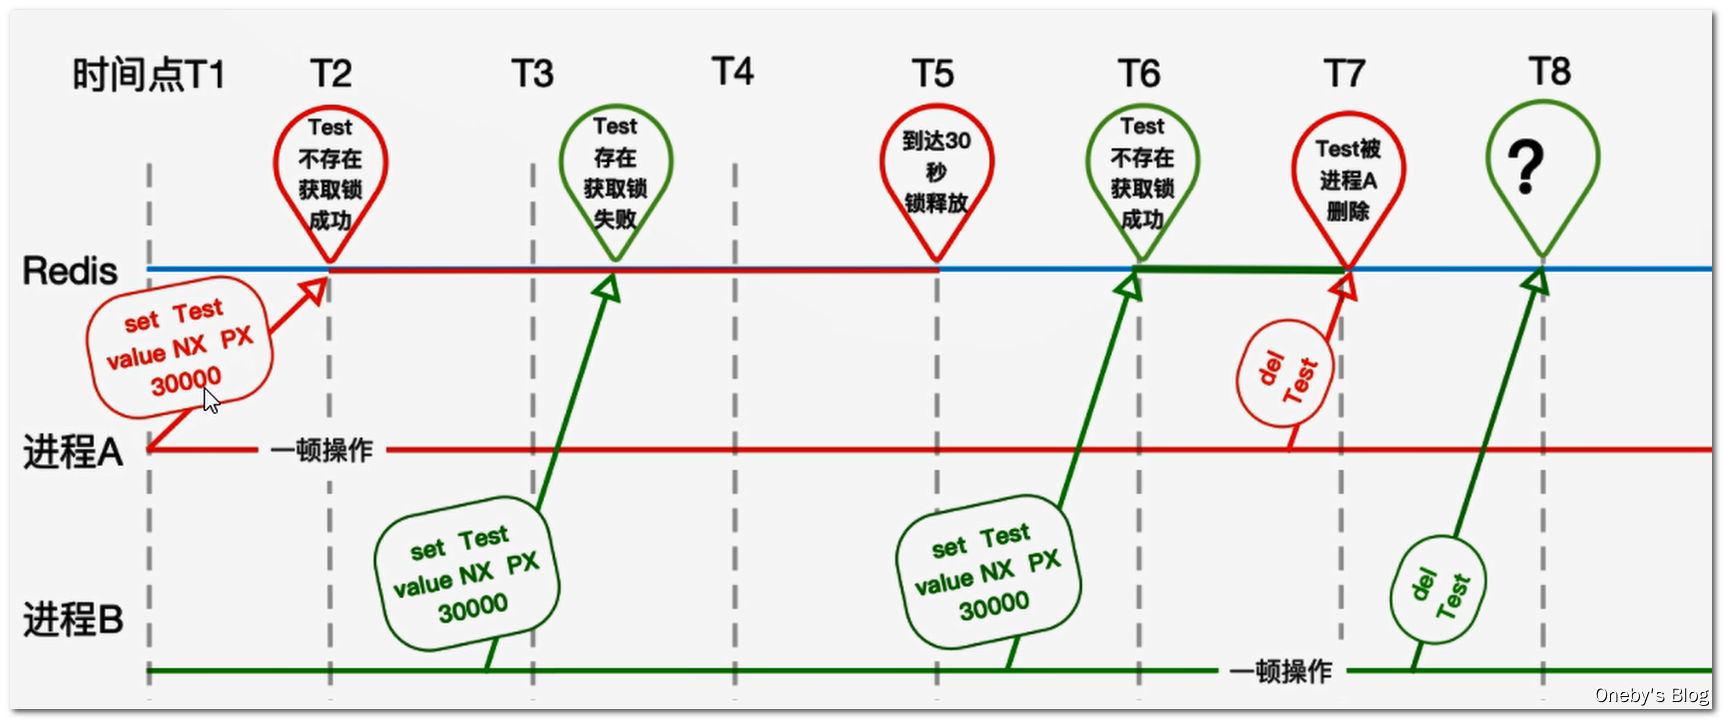 时间点T1
T2
T3
T4
T5
T6
T7
T8
Test
不存在
获取锁
成功
Test
存在
获取锁
失败
到达30
秒
锁释放
Test
不存在
获取锁
成功
Test被
进程A
删除
?
Redis
set Test
value NX PX
30000
del
Test
进程A
一顿操作
set Test
value NX PX
30000
set Test
value NX PX
30000
del
Test
进程B
一顿操作
Oneby's Blog